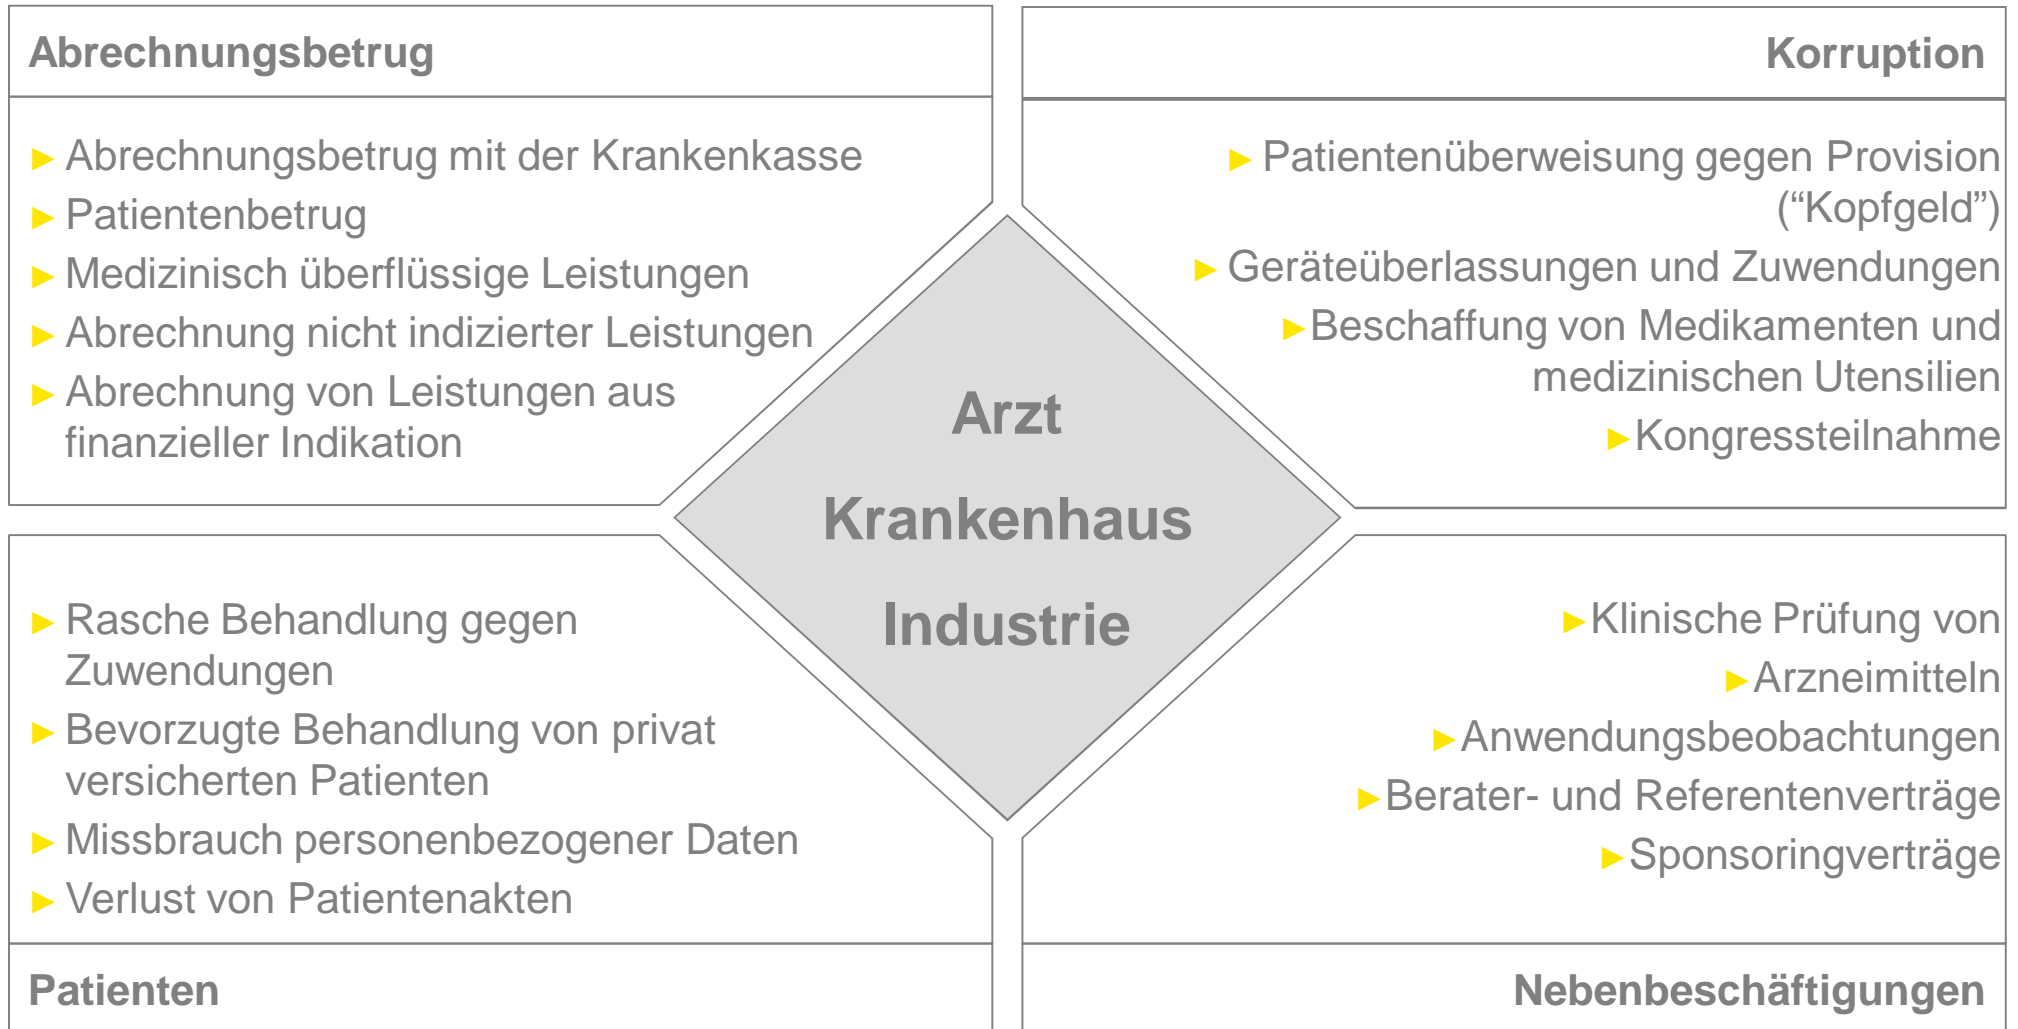 Abrechnungsbetrug
► Abrechnungsbetrug mit der Krankenkasse
► Patientenbetrug
► Medizinisch überflüssige Leistungen
► Abrechnung nicht indizierter Leistungen
► Abrechnung von Leistungen aus
finanzieller Indikation
Korruption
► Patientenüberweisung gegen Provision
(“Kopfgeld”)
► Geräteüberlassungen und Zuwendungen
►Beschaffung von Medikamenten und
medizinischen Utensilien
►Kongressteilnahme
Arzt
Krankenhaus
Industrie
► Rasche Behandlung gegen
Zuwendungen
► Bevorzugte Behandlung von privat
versicherten Patienten
► Missbrauch personenbezogener Daten
► Verlust von Patientenakten
Patienten
►Klinische Prüfung von
►Arzneimitteln
►Anwendungsbeobachtungen
►Berater- und Referentenverträge
►Sponsoringverträge
Nebenbeschäftigungen